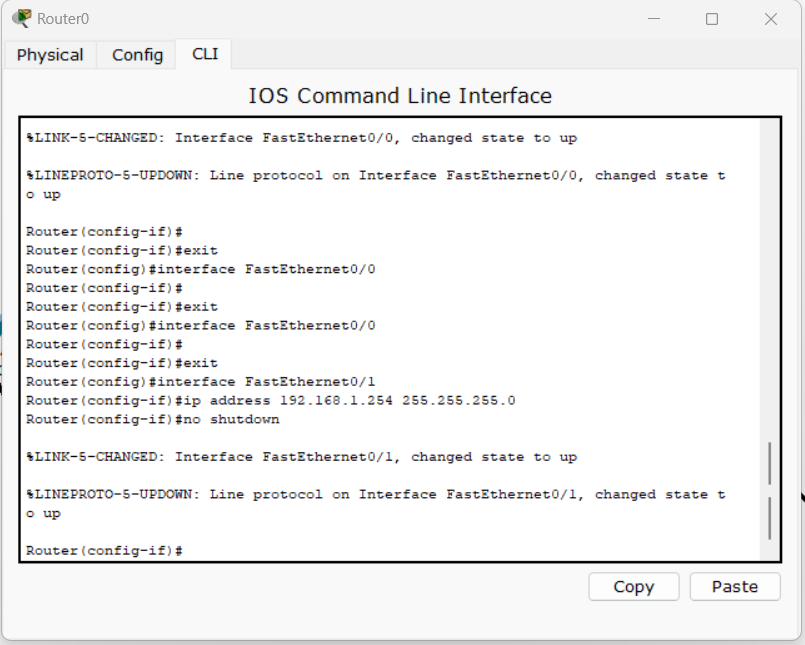 Router0
Physical Config CLI
IOS Command Line Interface
%LINK-5-CHANGED: Interface FastEthernet0/0, changed state to up
%LINEPROTO-5-UPDOWN: Line protocol on Interface FastEthernet0/0, changed state t
o up
Router(config-if)#
Router(config-if)#exit
Router(config)#interface FastEthernet0/0
Router(config-if)#
Router(config-if)#exit
Router(config)#interface FastEthernet0/0
Router(config-if)#
Router(config-if)#exit
Router(config)#interface FastEthernet0/1
Router(config-if)#ip address 192.168.1.254 255.255.255.0
Router(config-if)#no shutdown
%LINK-5-CHANGED: Interface FastEthernet0/1, changed state to up
%LINEPROTO-5-UPDOWN: Line protocol on Interface FastEthernet0/1, changed state t
o up
Router(config-if)#
Copy Paste